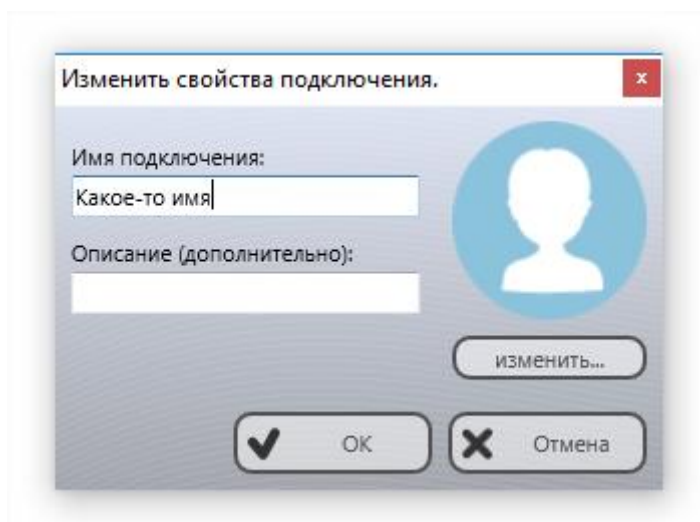 Изменить свойства подключения.
x
Имя подключения:
Какое-то имя
Описание (дополнительно):
изменить...
OK
Отмена